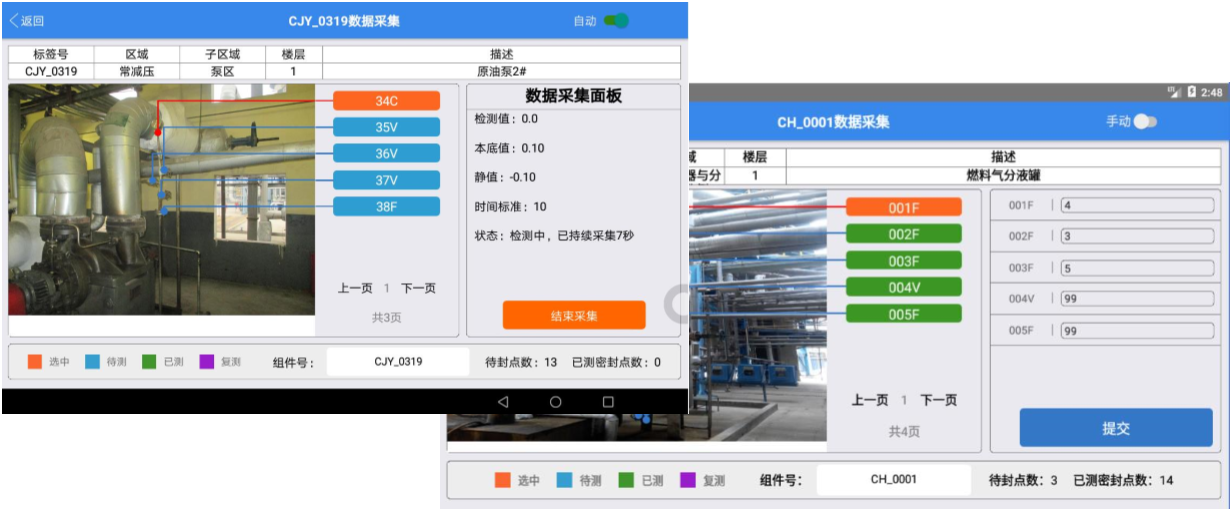 返回
CJY_0319数据采集
自动
标签号 区域 子区域 楼层 描述
CJY_0319 常减压 泵区 1 原油泵2#
34C
35V
36V
37V
38F
上一页 1 下一页
共3页
数据采集面板
检测值：0.0
本底值：0.10
静值：-0.10
时间标准：10
状态：检测中，已持续采集7秒
结束采集
选中 待测 已测 复测 组件号： CJY_0319 待封点数：13 已测密封点数：0
2:48
CH_0001数据采集
手动
域 楼层 描述
器与分 1 燃料气分液罐
001F
002F
003F
004V
005F
上一页 1 下一页
共4页
001F 4
002F 3
003F 5
004V 99
005F 99
提交
选中 待测 已测 复测 组件号： CH_0001 待封点数：3 已测密封点数：14